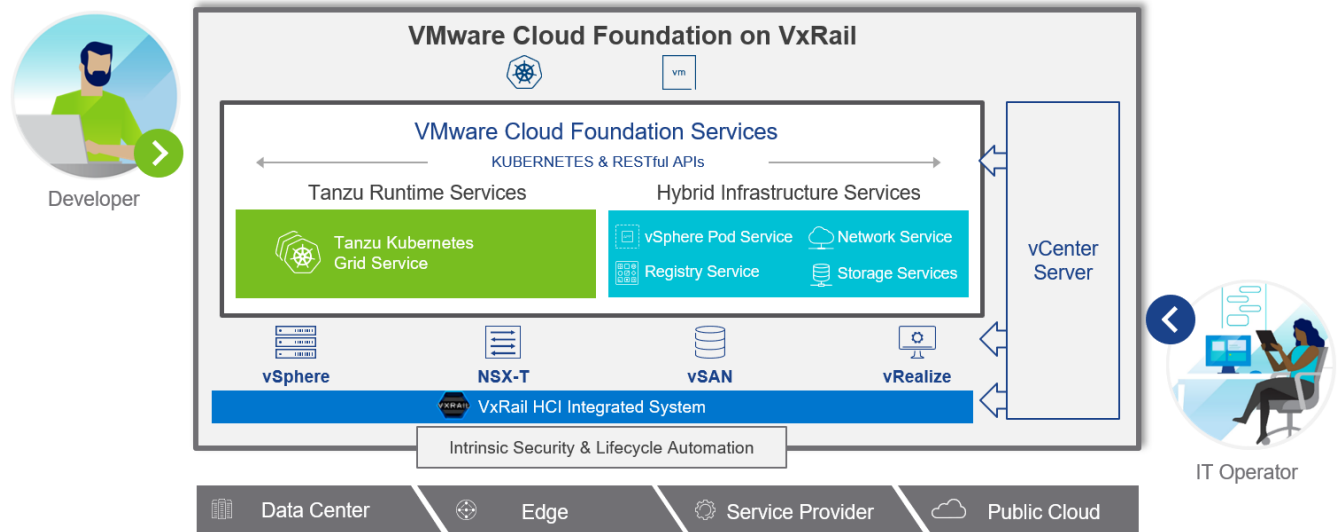 VMware Cloud Foundation on VxRail
vm
VMware Cloud Foundation Services
KUBERNETES & RESTful APIs
Tanzu Runtime Services
Hybrid Infrastructure Services
Tanzu Kubernetes
Grid Service
vSphere Pod Service
Network Service
Registry Service
Storage Services
vCenter
Server
Developer
vSphere
NSX-T
vSAN
vRealize
VXRAIL
VxRail HCI Integrated System
Intrinsic Security & Lifecycle Automation
IT Operator
Data Center
Edge
Service Provider
Public Cloud